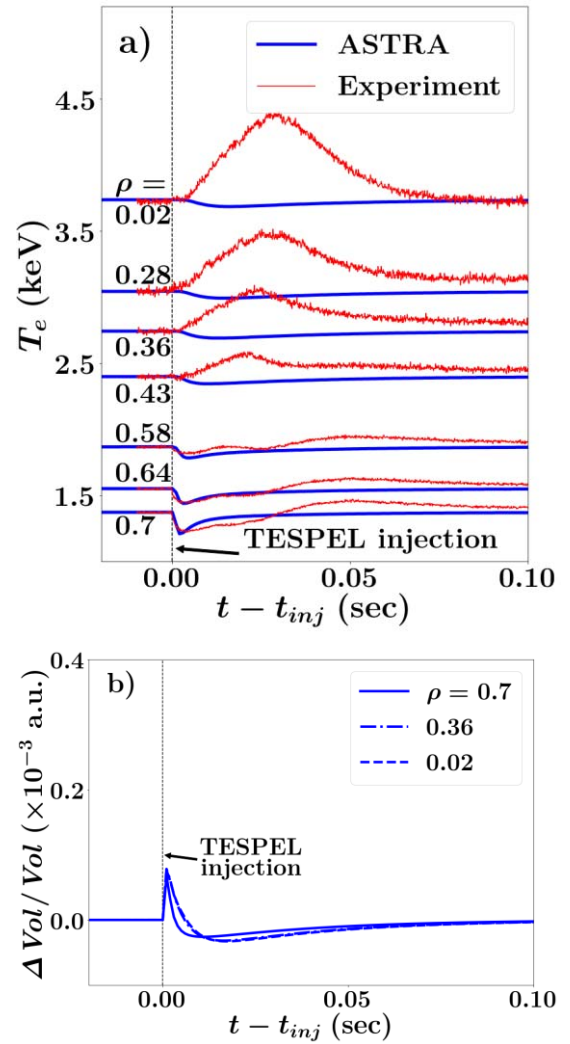 a)
ASTRA
Experiment
4.5
3.5
2.5
1.5
T_e (keV)
ρ =
0.02
0.28
0.36
0.43
0.58
0.64
0.7
TESPEL injection
0.00 0.05 0.10
t − t_inj (sec)
b)
ρ = 0.7
0.36
0.02
0.4
0.2
0.0
Δ Vol/Vol (×10⁻³ a.u.)
TESPEL
injection
0.00 0.05 0.10
t − t_inj (sec)